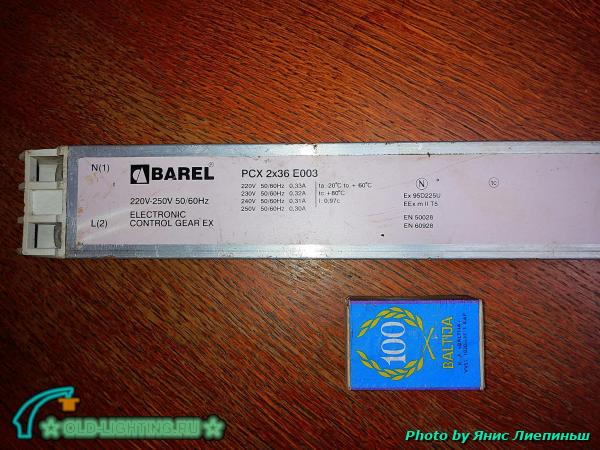 N(1)
BAREL
PCX 2x36 E003
220V 50/60Hz 0,33A
230V 50/60Hz 0,32A
240V 50/60Hz 0,31A
250V 50/60Hz 0,30A
ta -20°C to + 60°C
tc +80°C
l 0,97c
N
tc
220V-250V 50/60Hz
Ex 95D225U
EEx m II T5
L(2)
ELECTRONIC
CONTROL GEAR EX
EN 50028
EN 60928
100
BALTIJA
OLD-LIGHTING.RU
Photo by Янис Лиепиньш